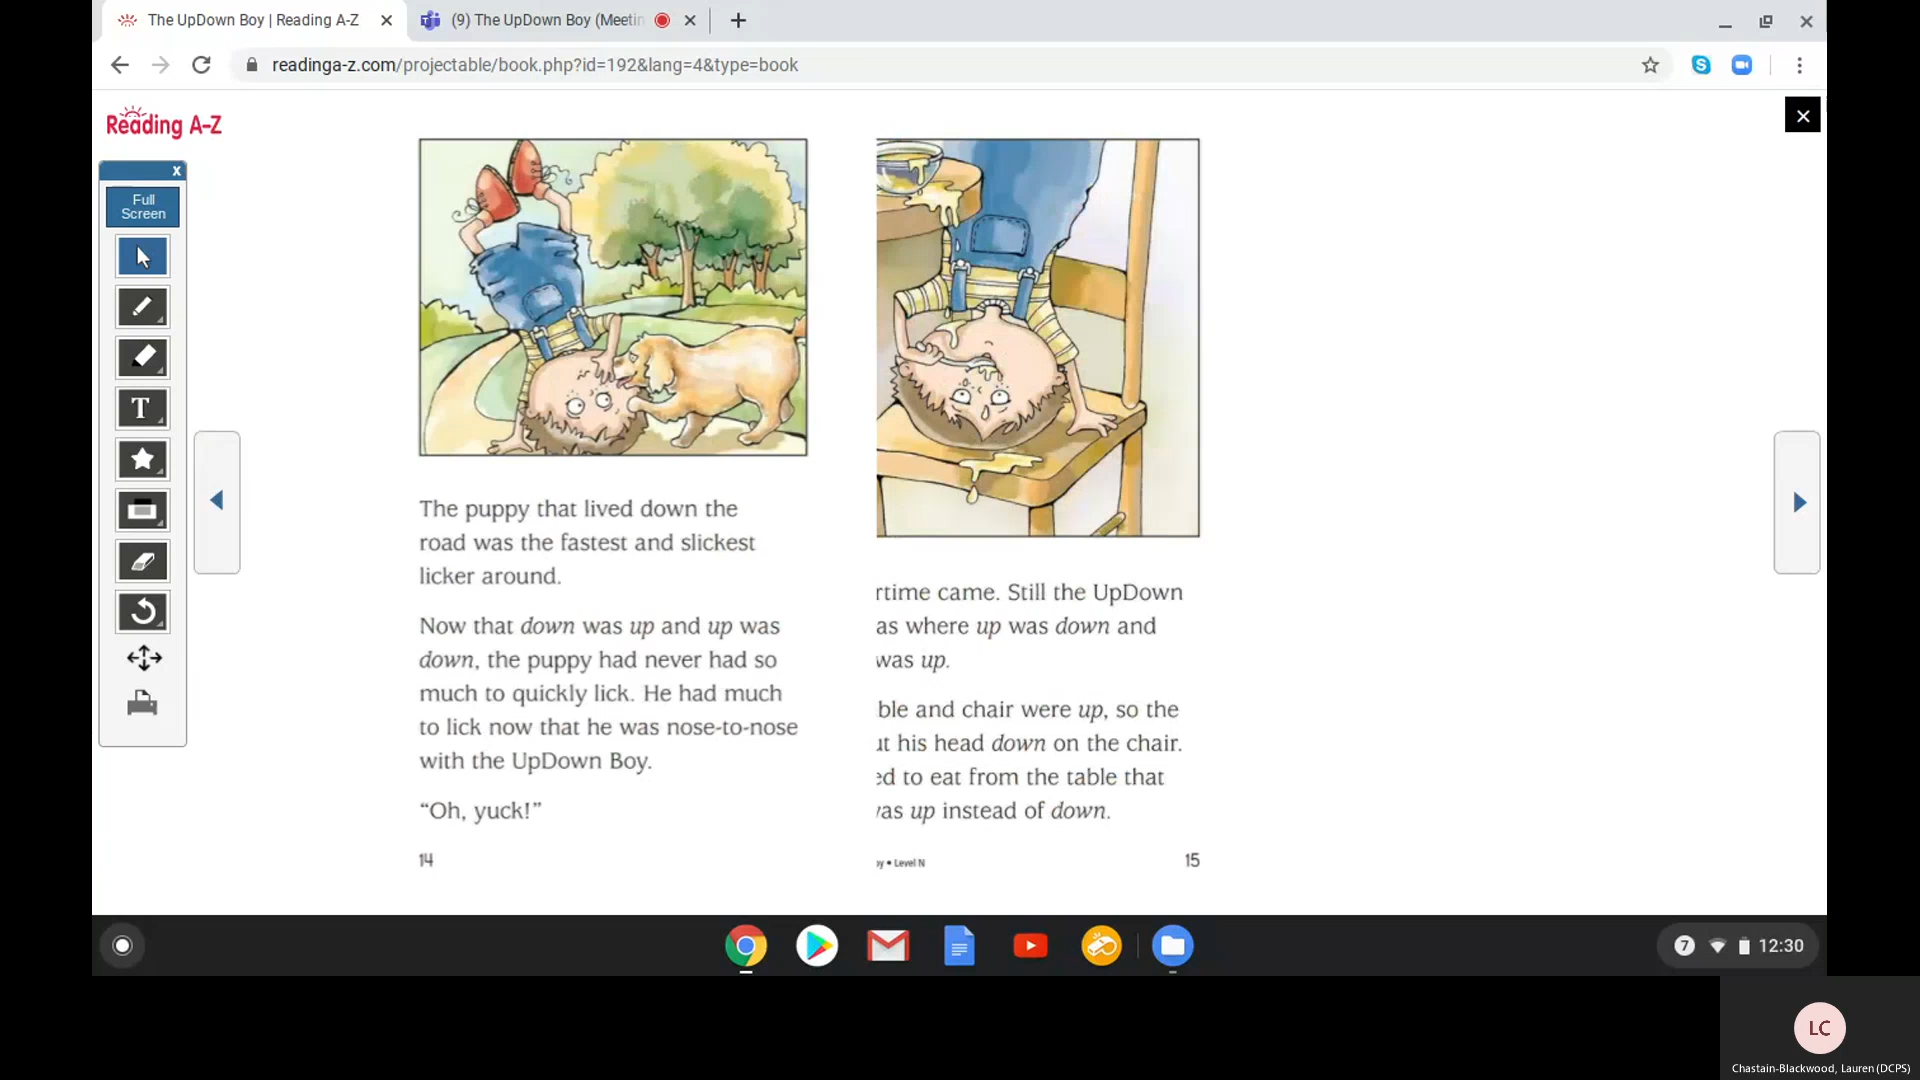 The UpDown Boy | Reading A-Z
(9) The UpDown Boy (Meetin
readinga-z.com/projectable/book.php?id=192&lang=4&type=book
Reading A-Z
x
Full
Screen
T
The puppy that lived down the
road was the fastest and slickest
licker around.
Now that down was up and up was
down, the puppy had never had so
much to quickly lick. He had much
to lick now that he was nose-to-nose
with the UpDown Boy.
“Oh, yuck!”
14
rtime came. Still the UpDown
as where up was down and
was up.
ble and chair were up, so the
ut his head down on the chair.
ed to eat from the table that
was up instead of down.
oy • Level N
15
7 12:30
LC
Chastain-Blackwood, Lauren (DCPS)